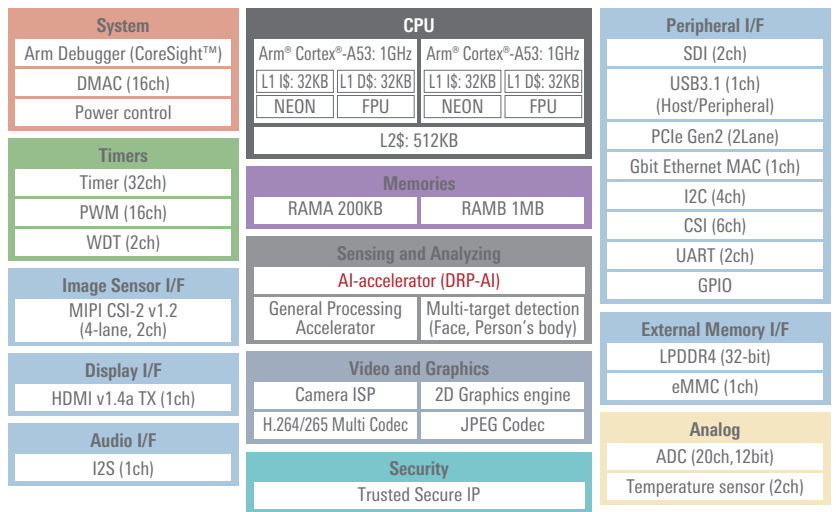 System
Arm Debugger (CoreSight™)
DMAC (16ch)
Power control
Timers
Timer (32ch)
PWM (16ch)
WDT (2ch)
Image Sensor I/F
MIPI CSI-2 v1.2
(4-lane, 2ch)
Display I/F
HDMI v1.4a TX (1ch)
Audio I/F
I2S (1ch)
CPU
Arm® Cortex®-A53: 1GHz
Arm® Cortex®-A53: 1GHz
L1 I$: 32KB
L1 D$: 32KB
L1 I$: 32KB
L1 D$: 32KB
NEON
FPU
NEON
FPU
L2$: 512KB
Memories
RAMA 200KB
RAMB 1MB
Sensing and Analyzing
AI-accelerator (DRP-AI)
General Processing
Accelerator
Multi-target detection
(Face, Person's body)
Video and Graphics
Camera ISP
2D Graphics engine
H.264/265 Multi Codec
JPEG Codec
Security
Trusted Secure IP
Peripheral I/F
SDI (2ch)
USB3.1 (1ch)
(Host/Peripheral)
PCIe Gen2 (2Lane)
Gbit Ethernet MAC (1ch)
I2C (4ch)
CSI (6ch)
UART (2ch)
GPIO
External Memory I/F
LPDDR4 (32-bit)
eMMC (1ch)
Analog
ADC (20ch,12bit)
Temperature sensor (2ch)